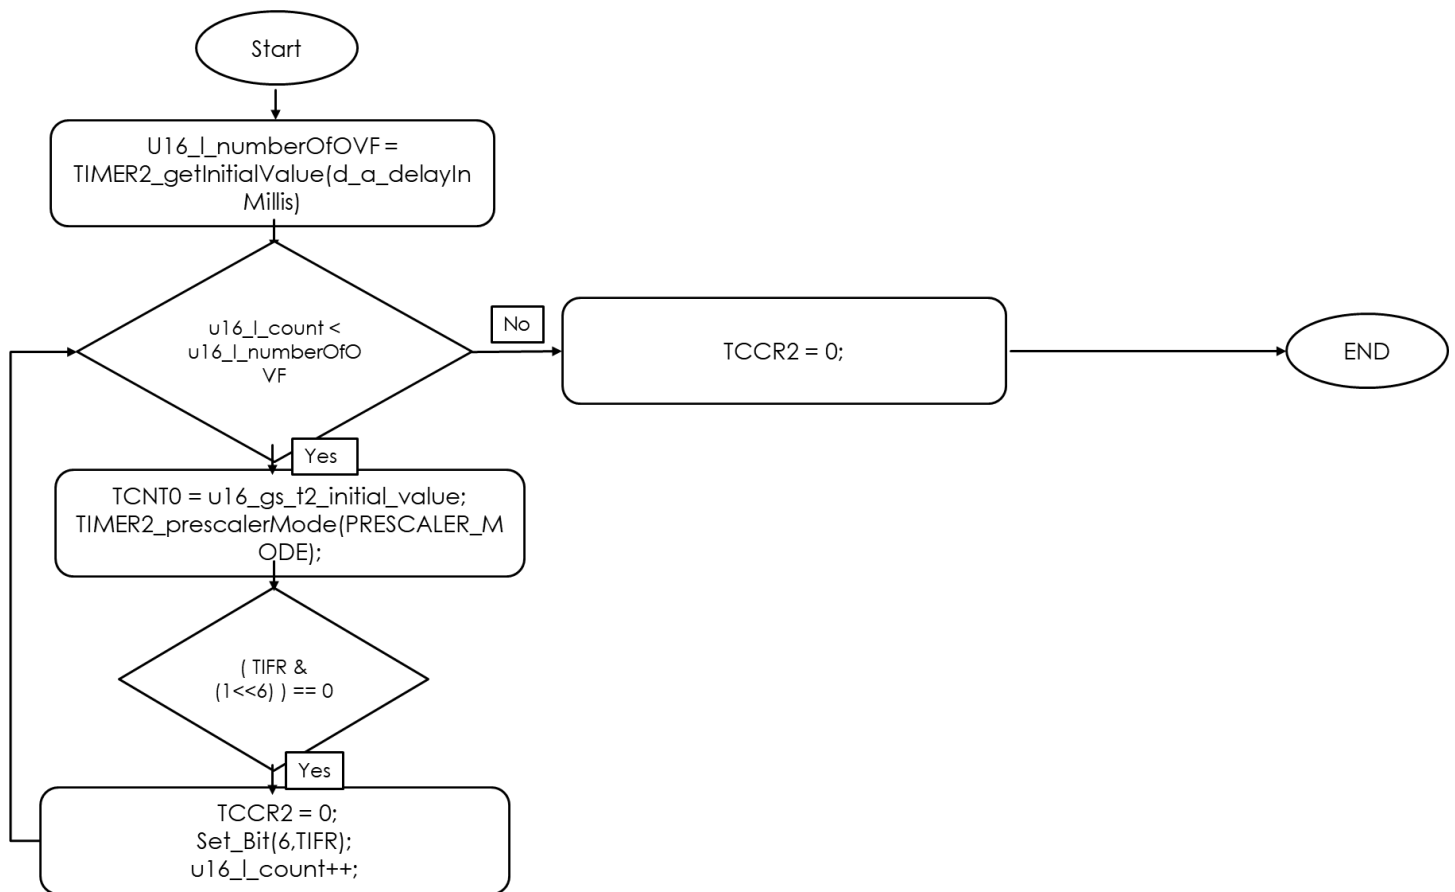 Start
U16_l_numberOfOVF =
TIMER2_getInitialValue(d_a_delayIn
Millis)
u16_l_count <
u16_l_numberOfO
VF
No
TCCR2 = 0;
END
Yes
TCNT0 = u16_gs_t2_initial_value;
TIMER2_prescalerMode(PRESCALER_M
ODE);
( TIFR &
(1<<6) ) == 0
Yes
TCCR2 = 0;
Set_Bit(6,TIFR);
u16_l_count++;